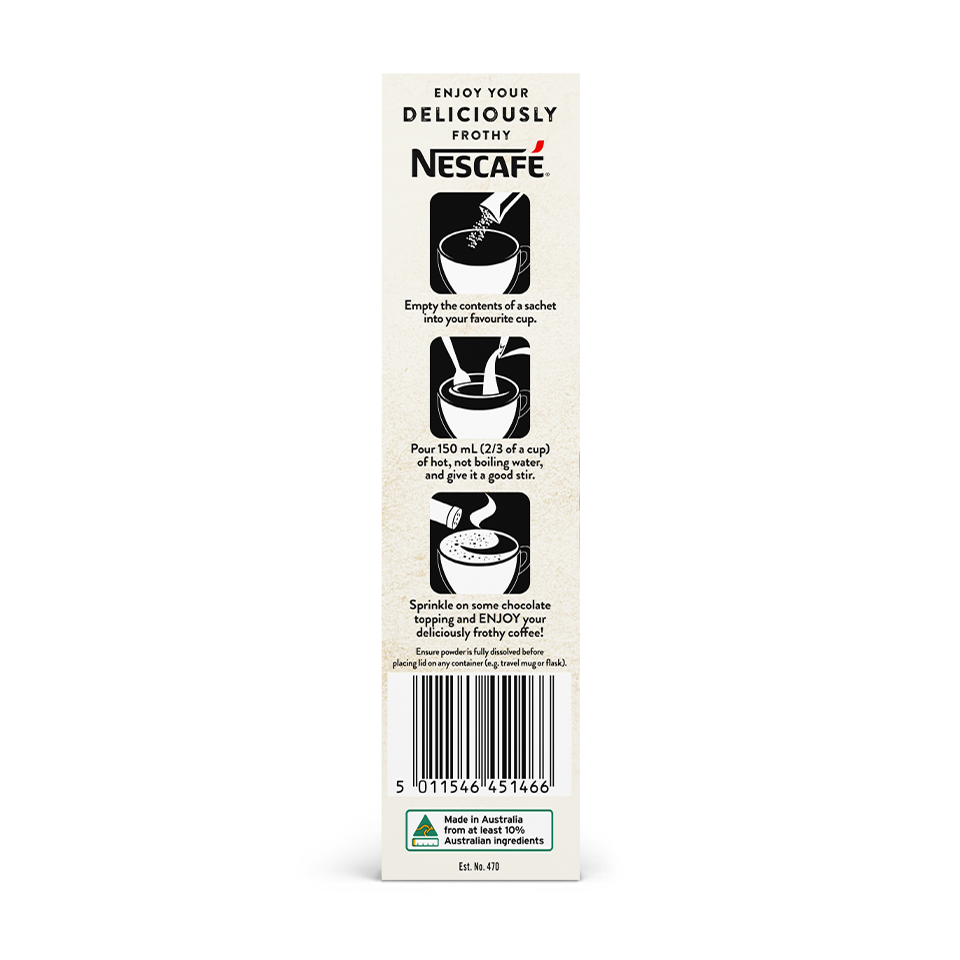 ENJOY YOUR
DELICIOUSLY
FROTHY
NESCAFÉ®
Empty the contents of a sachet
into your favourite cup.
Pour 150 mL (2/3 of a cup)
of hot, not boiling water,
and give it a good stir.
Sprinkle on some chocolate
topping and ENJOY your
deliciously frothy coffee!
Ensure powder is fully dissolved before
placing lid on any container (e.g. travel mug or flask).
5 011546 451466
Made in Australia
from at least 10%
Australian ingredients
Est. No. 470